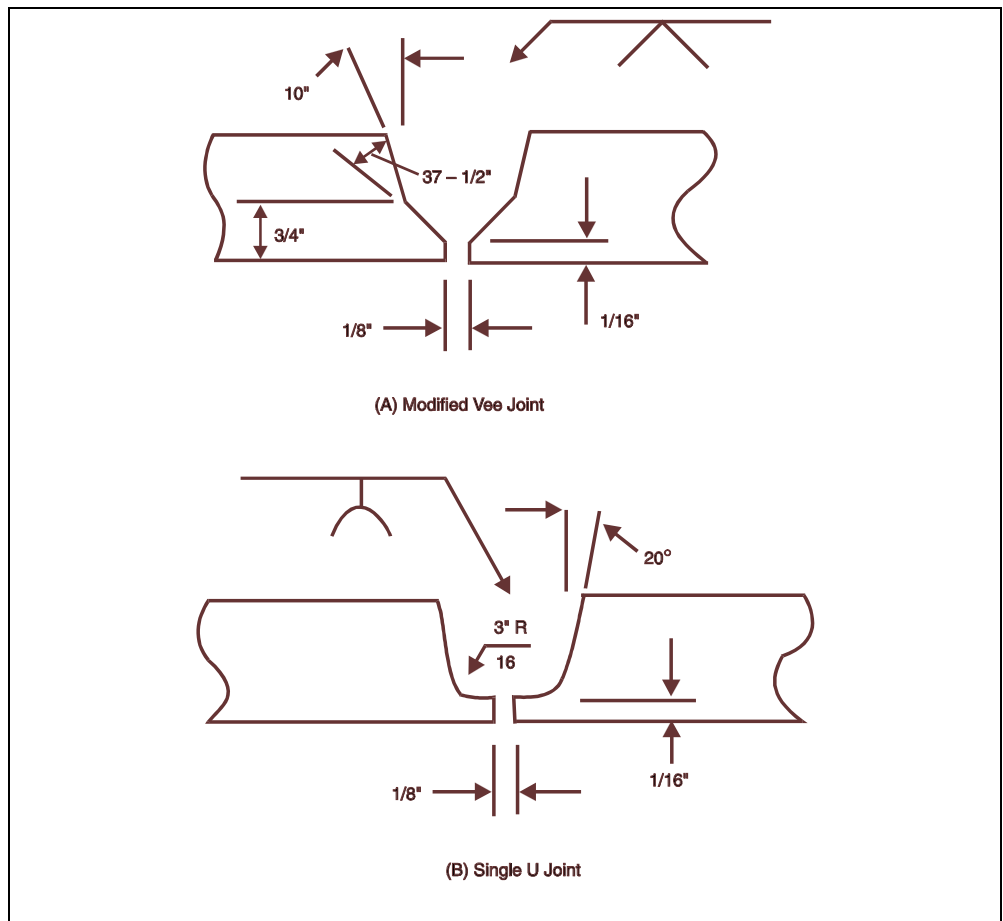 10"
37 – 1/2"
3/4"
1/8"
1/16"
(A) Modified Vee Joint
20°
3" R
16
1/16"
1/8"
(B) Single U Joint